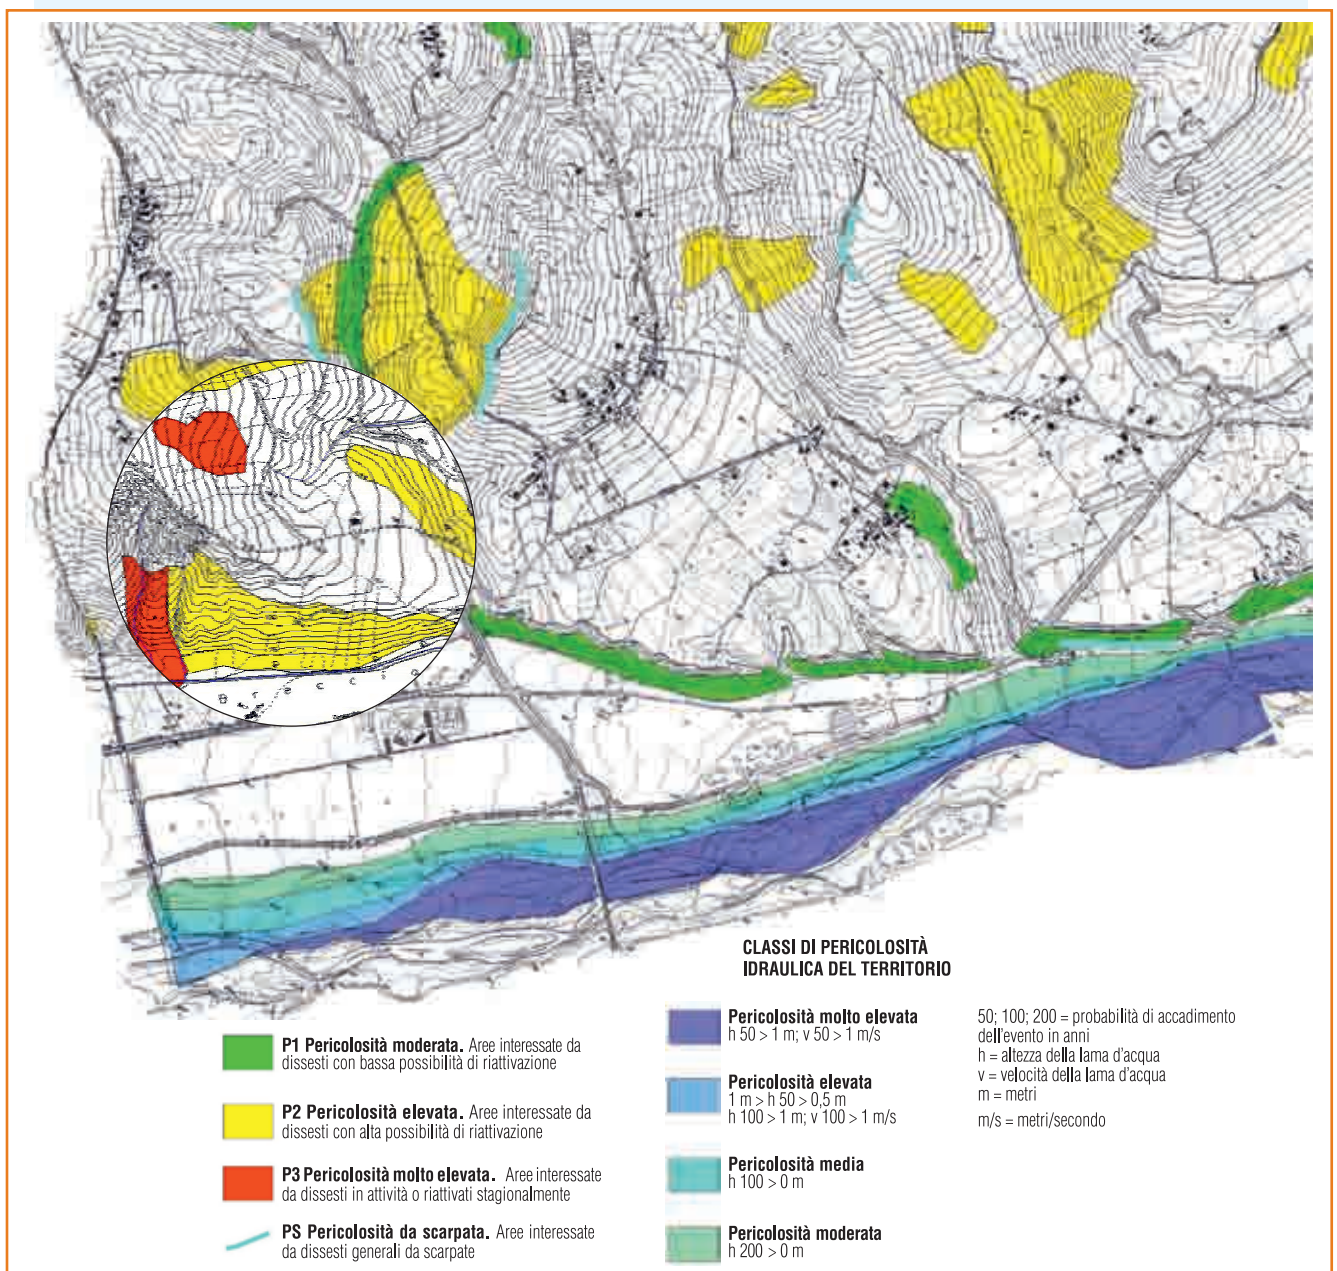 CLASSI DI PERICOLOSITÀ
IDRAULICA DEL TERRITORIO
P1 Pericolosità moderata. Aree interessate da
dissesti con bassa possibilità di riattivazione
P2 Pericolosità elevata. Aree interessate da
dissesti con alta possibilità di riattivazione
P3 Pericolosità molto elevata. Aree interessate
da dissesti in attività o riattivati stagionalmente
PS Pericolosità da scarpata. Aree interessate
da dissesti generali da scarpate
Pericolosità molto elevata
h 50 > 1 m; v 50 > 1 m/s
Pericolosità elevata
1 m > h 50 > 0,5 m
h 100 > 1 m; v 100 > 1 m/s
Pericolosità media
h 100 > 0 m
Pericolosità moderata
h 200 > 0 m
50; 100; 200 = probabilità di accadimento
dell'evento in anni
h = altezza della lama d'acqua
v = velocità della lama d'acqua
m = metri
m/s = metri/secondo